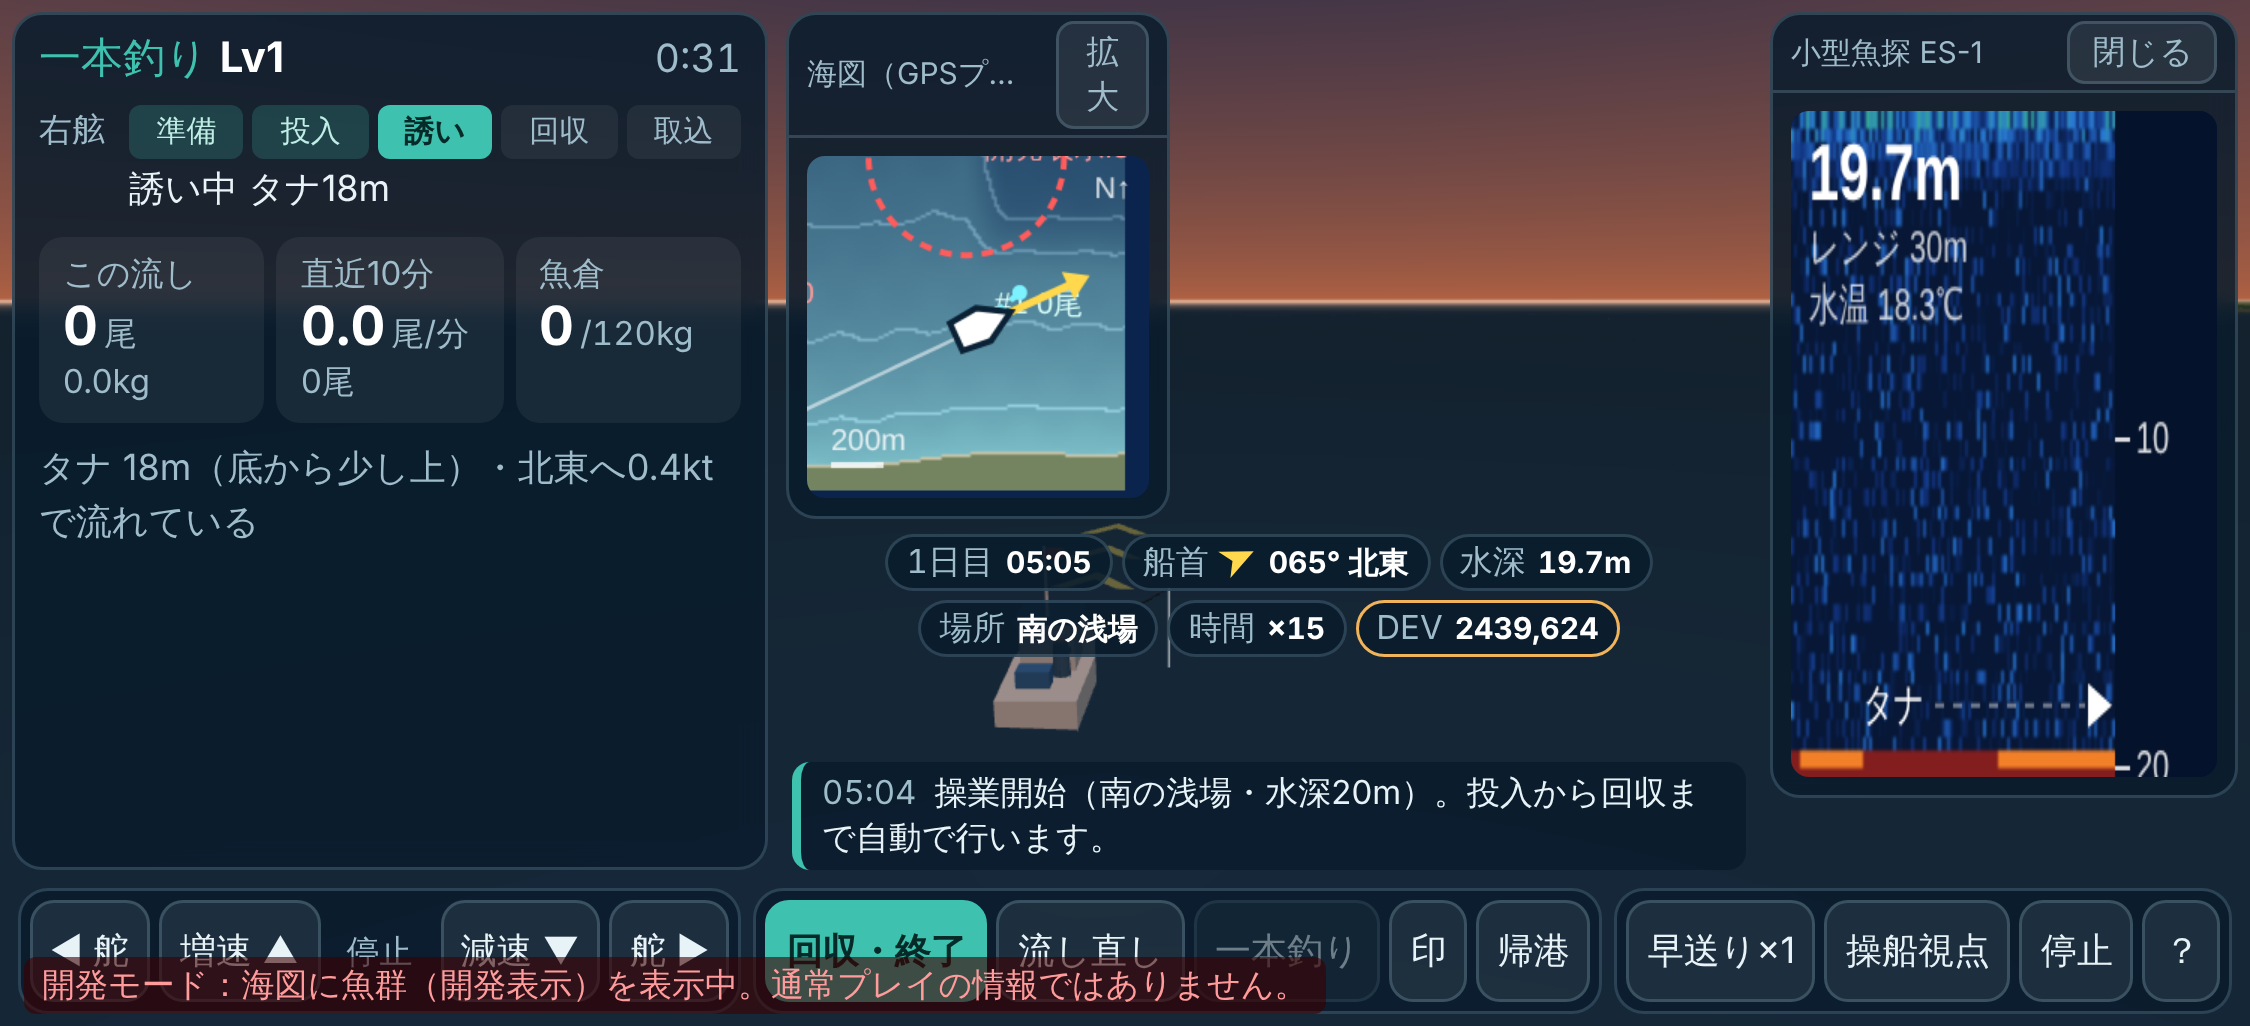 一本釣り Lv1 0:31
右舷 準備 投入 誘い 回収 取込
誘い中 タナ18m
この流し
0尾
0.0kg
直近10分
0.0尾/分
0尾
魚倉
0/120kg
タナ 18m（底から少し上）・北東へ0.4kt
で流れている
海図（GPSプ...
拡
大
N↑
0尾
200m
小型魚探 ES-1 閉じる
19.7m
レンジ 30m
水温 18.3℃
10
タナ
20
1日目 05:05 船首 065° 北東 水深 19.7m
場所 南の浅場 時間 ×15 DEV 2439,624
05:04 操業開始（南の浅場・水深20m）。投入から回収ま
で自動で行います。
◀ 舵 増速 ▲ 停止 減速 ▼ 舵 ▶ 回収・終了 流し直し 一本釣り 印 帰港 早送り×1 操船視点 停止 ?
開発モード：海図に魚群（開発表示）を表示中。通常プレイの情報ではありません。